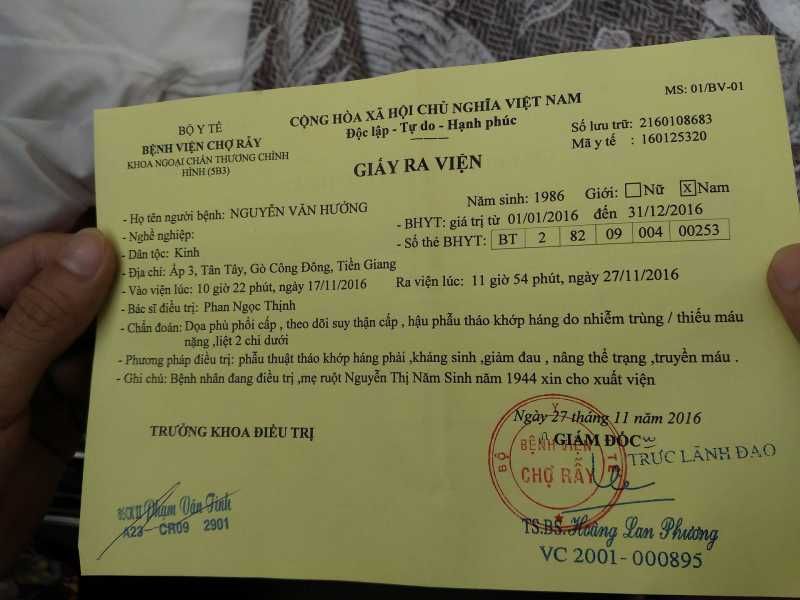 MS: 01/BV-01
BỘ Y TẾ
BỆNH VIỆN CHỢ RẪY
KHOA NGOẠI CHẤN THƯƠNG CHỈNH
HÌNH (5B3)
CỘNG HÒA XÃ HỘI CHỦ NGHĨA VIỆT NAM
Độc lập - Tự do - Hạnh phúc
Số lưu trữ: 2160108683
Mã y tế : 160125320
GIẤY RA VIỆN
- Họ tên người bệnh: NGUYỄN VĂN HƯỞNG Năm sinh: 1986 Giới: Nữ X Nam
- Nghề nghiệp: - BHYT: giá trị từ 01/01/2016 đến 31/12/2016
- Dân tộc: Kinh - Số thẻ BHYT: BT 2 82 09 004 00253
- Địa chỉ: Ấp 3, Tân Tây, Gò Công Đông, Tiền Giang
- Vào viện lúc: 10 giờ 22 phút, ngày 17/11/2016 Ra viện lúc: 11 giờ 54 phút, ngày 27/11/2016
- Bác sĩ điều trị: Phan Ngọc Thịnh
- Chẩn đoán: Dọa phù phổi cấp , theo dõi suy thận cấp , hậu phẫu tháo khớp háng do nhiễm trùng / thiếu máu
nặng ,liệt 2 chi dưới
- Phương pháp điều trị: phẫu thuật tháo khớp háng phải ,kháng sinh ,giảm đau , nâng thể trạng ,truyền máu .
- Ghi chú: Bệnh nhân đang điều trị ,mẹ ruột Nguyễn Thị Năm Sinh năm 1944 xin cho xuất viện
Ngày 27 tháng 11 năm 2016
TRƯỞNG KHOA ĐIỀU TRỊ
GIÁM ĐỐC
TRỰC LÃNH ĐẠO
BỘ Y TẾ
BỆNH VIỆN
CHỢ RẪY
BSCKII Phạm Văn Tình
A23 - CR09 2901
TS.BS. Hoàng Lan Phương
VC 2001- 000895